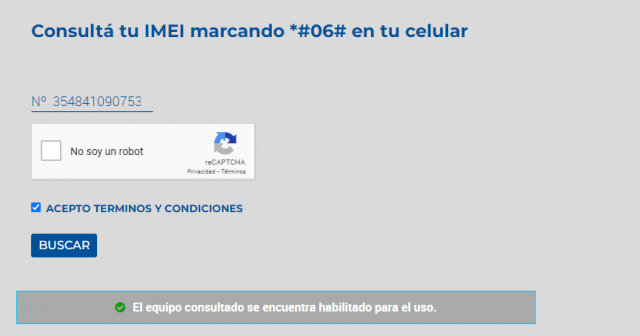 Consultá tu IMEI marcando *#06# en tu celular
Nº 354841090753
No soy un robot
reCAPTCHA
Privacidad - Términos
ACEPTO TERMINOS Y CONDICIONES
BUSCAR
El equipo consultado se encuentra habilitado para el uso.